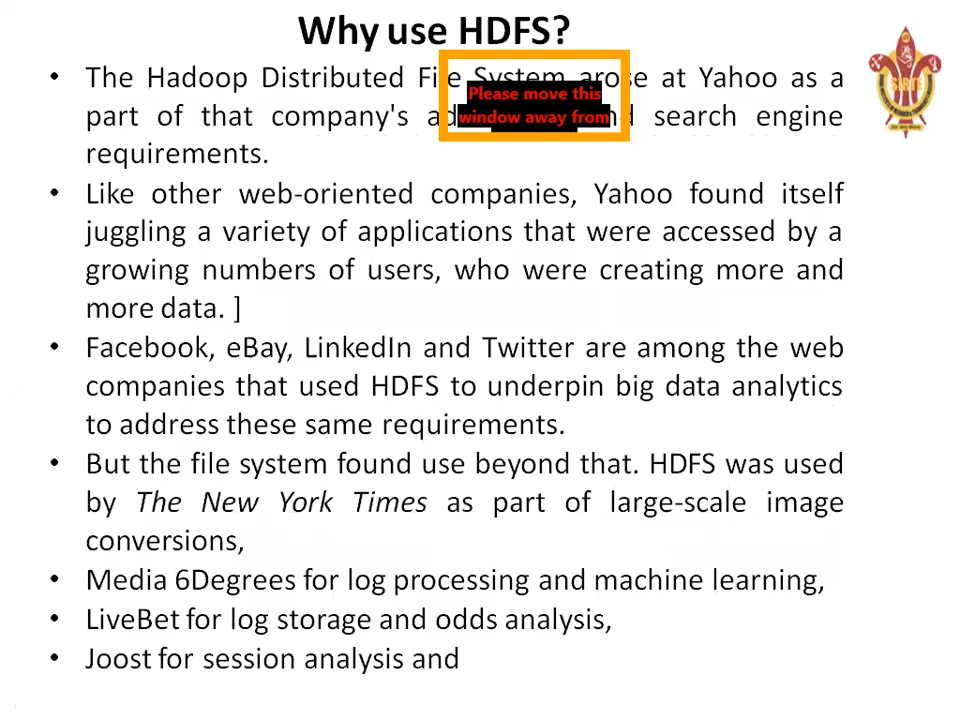 Why use HDFS?
• The Hadoop Distributed File System arose at Yahoo as a
part of that company's search engine
requirements.
Please move this
window away from
• Like other web-oriented companies, Yahoo found itself
juggling a variety of applications that were accessed by a
growing numbers of users, who were creating more and
more data. ]
• Facebook, eBay, LinkedIn and Twitter are among the web
companies that used HDFS to underpin big data analytics
to address these same requirements.
• But the file system found use beyond that. HDFS was used
by The New York Times as part of large-scale image
conversions,
• Media 6Degrees for log processing and machine learning,
• LiveBet for log storage and odds analysis,
• Joost for session analysis and